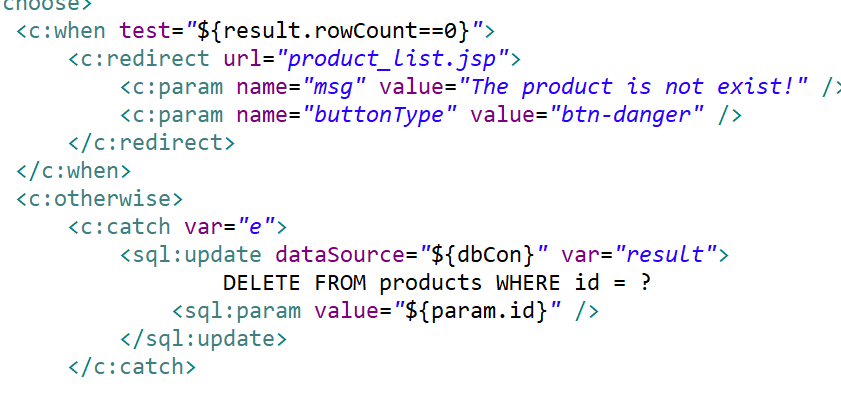 choose>
<c:when test="${result.rowCount==0}">
<c:redirect url="product_list.jsp">
<c:param name="msg" value="The product is not exist!" />
<c:param name="buttonType" value="btn-danger" />
</c:redirect>
</c:when>
<c:otherwise>
<c:catch var="e">
<sql:update dataSource="${dbCon}" var="result">
DELETE FROM products WHERE id = ?
<sql:param value="${param.id}" />
</sql:update>
</c:catch>